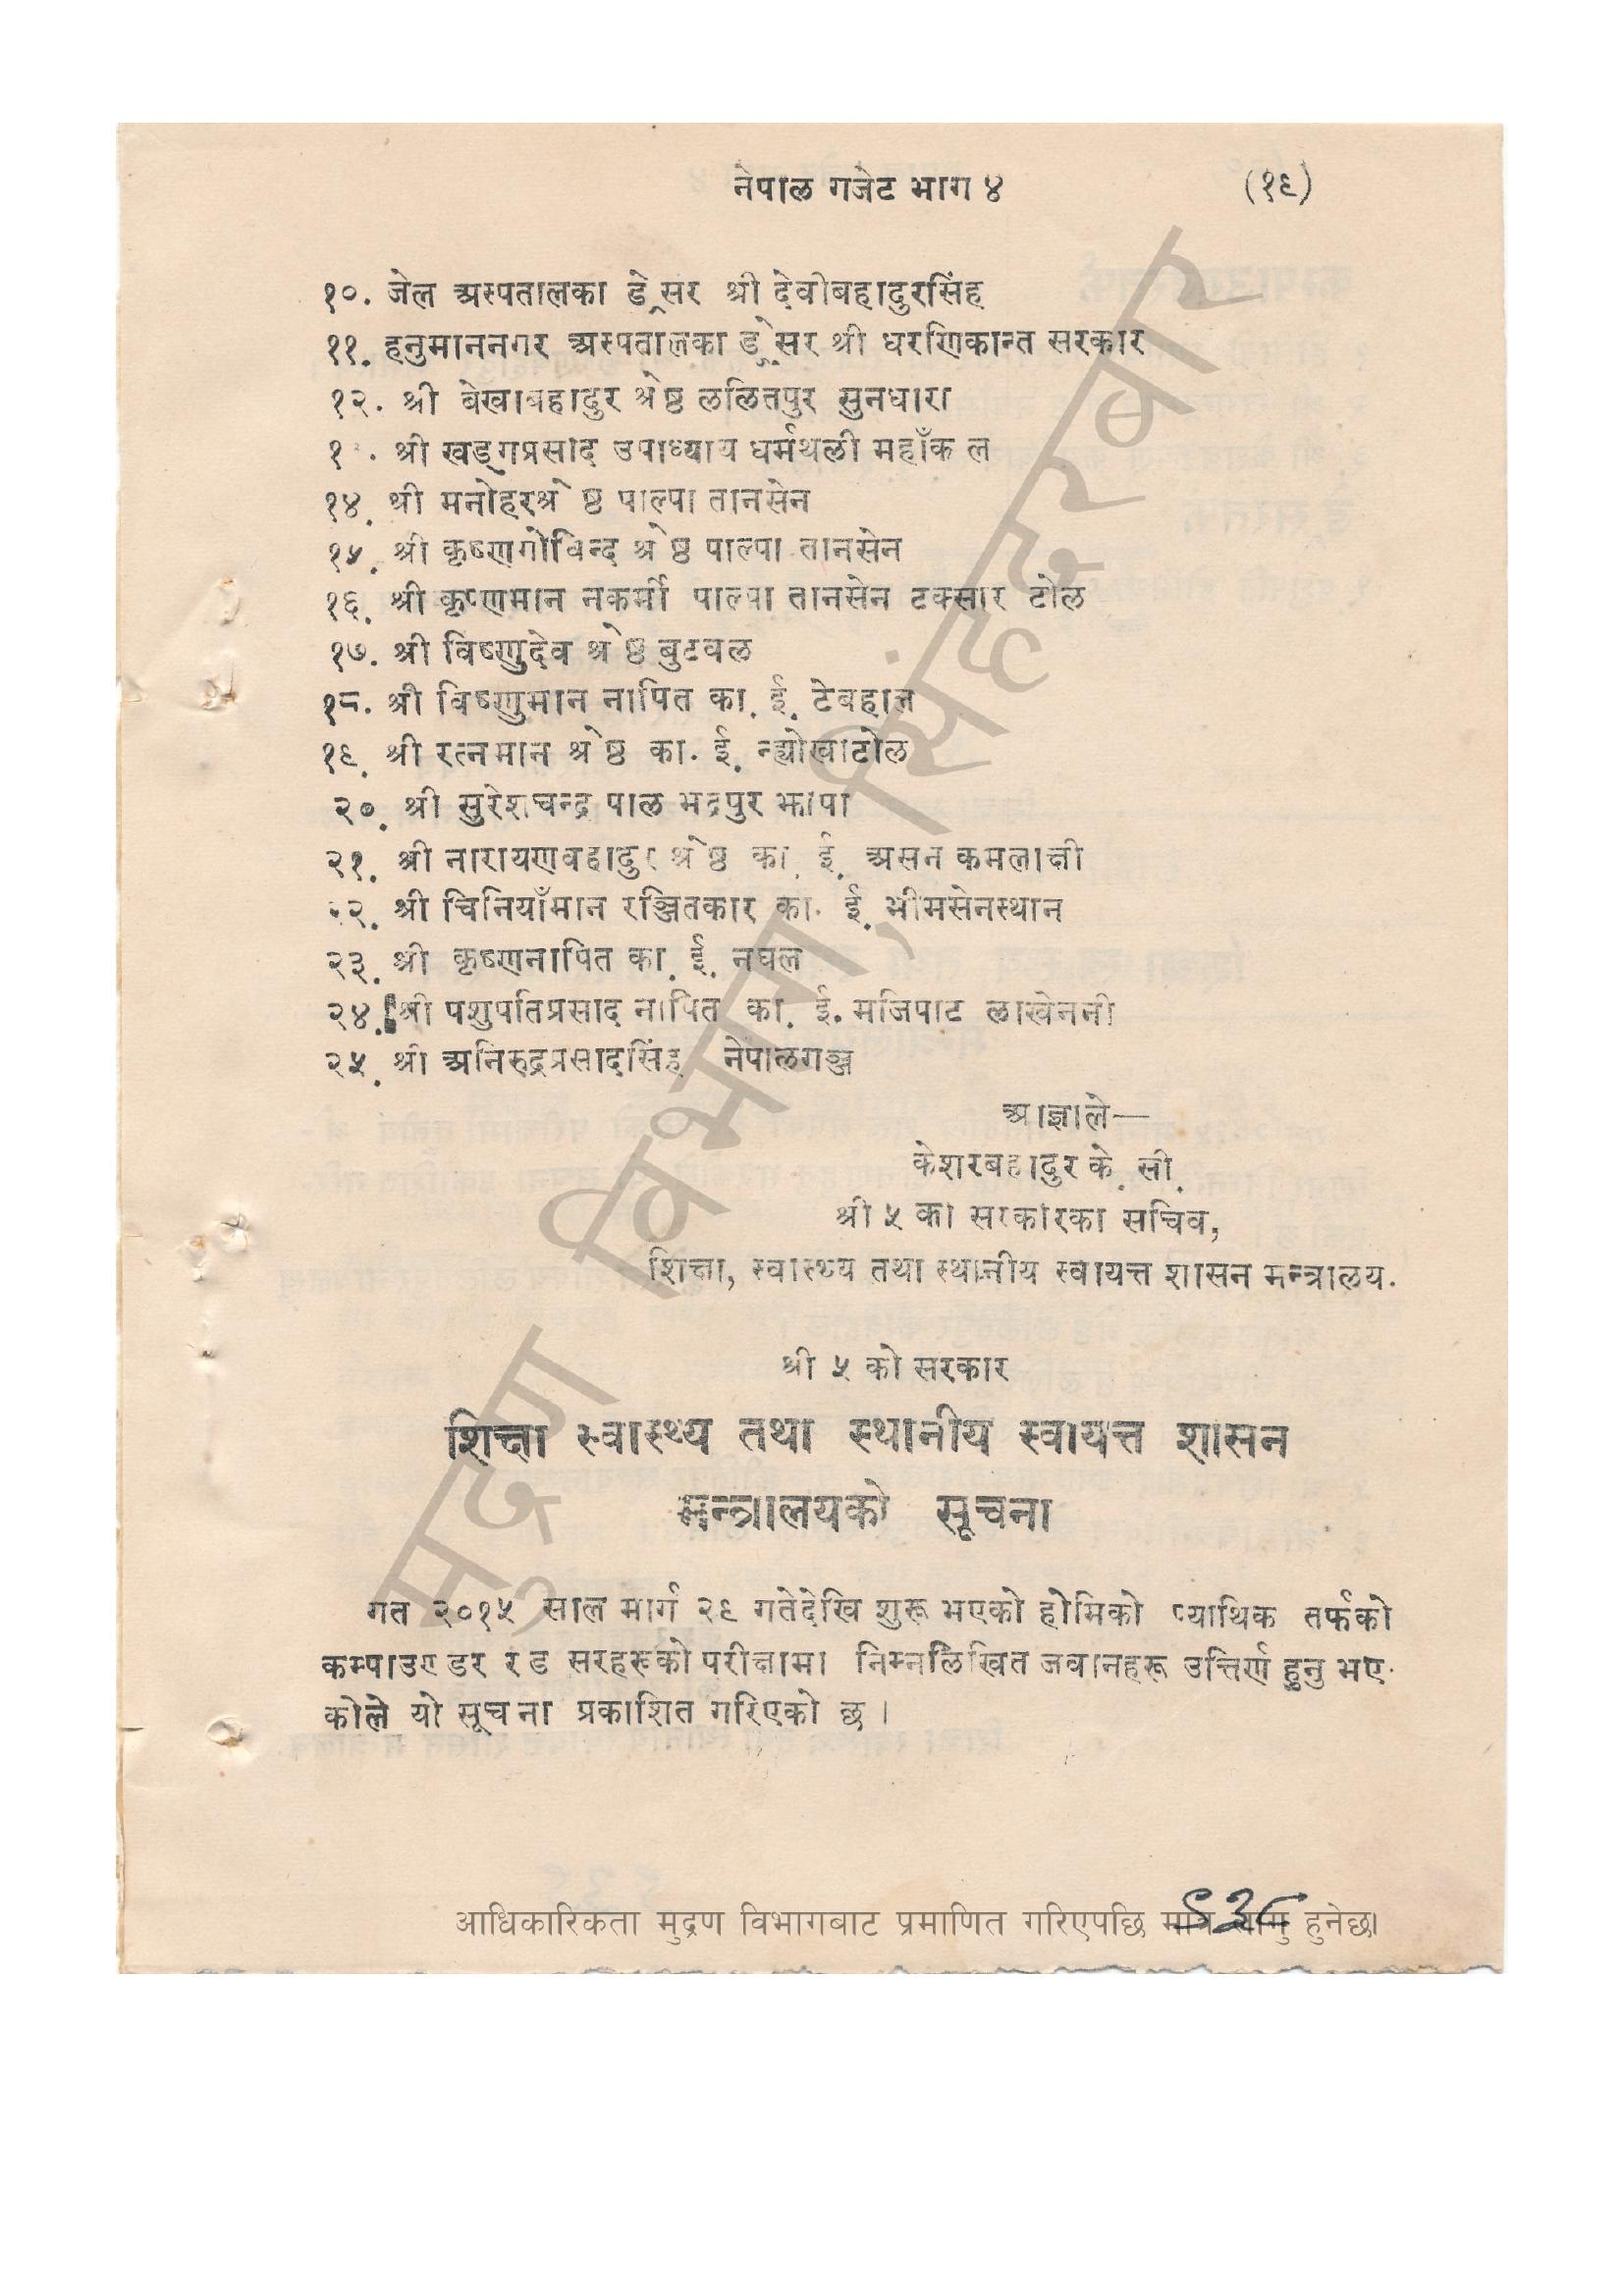 नेपाल गजेट भाग ४ (१९)
१०. जेल अस्पतालका ड्रेसर श्री देवीबहादुरसिंह
११. हनुमाननगर अस्पतालका ड्रेसर श्री धरणिकान्त सरकार
१२. श्री बेखाबहादुर श्रेष्ठ ललितपुर सुनधारा
१ . श्री खड्गप्रसाद उपाध्याय धर्मथली महाँक ल
१४. श्री मनोहरश्रेष्ठ पाल्पा तानसेन
१५. श्री कृष्णगोविन्द श्रेष्ठ पाल्पा तानसेन
१६. श्री कृष्णमान नकर्मी पाल्पा तानसेन टक्सार टोल
१७. श्री विष्णुदेव श्रेष्ठ बुटवल
१८. श्री विष्णुमान नापित का. ई. टेबहाल
१९. श्री रत्नमान श्रेष्ठ का. ई. न्ह्योखाटोल
२०. श्री सुरेशचन्द्र पाल भद्रपुर झापा
२१. श्री नारायणबहादुर श्रेष्ठ का. ई. असन कमलाक्षी
२२. श्री चिनियाँमान रञ्जितकार का. ई. भीमसेनस्थान
२३. श्री कृष्णनापित का. ई. नघल
२४. श्री पशुपतिप्रसाद नापित का. ई. मजिपाट लाखेननी
२५. श्री अनिरुद्रप्रसादसिंह नेपालगञ्ज
आज्ञाले—
केशरबहादुर के. सी.
श्री ५ का सरकारका सचिव,
शिक्षा, स्वास्थ्य तथा स्थानीय स्वायत्त शासन मन्त्रालय.
श्री ५ को सरकार
शिक्षा स्वास्थ्य तथा स्थानीय स्वायत्त शासन
मन्त्रालयको सूचना
गत २०१५ साल मार्ग २९ गतेदेखि शुरू भएको होमिको प्याथिक तर्फको
कम्पाउण्डर र ड सरहरूको परीक्षामा निम्नलिखित जवानहरू उत्तिर्ण हुनु भए-
कोले यो सूचना प्रकाशित गरिएको छ ।
मुद्रण विभाग, सिंहदरबार
आधिकारिकता मुद्रण विभागबाट प्रमाणित गरिएपछि मात्र लागु हुनेछ।